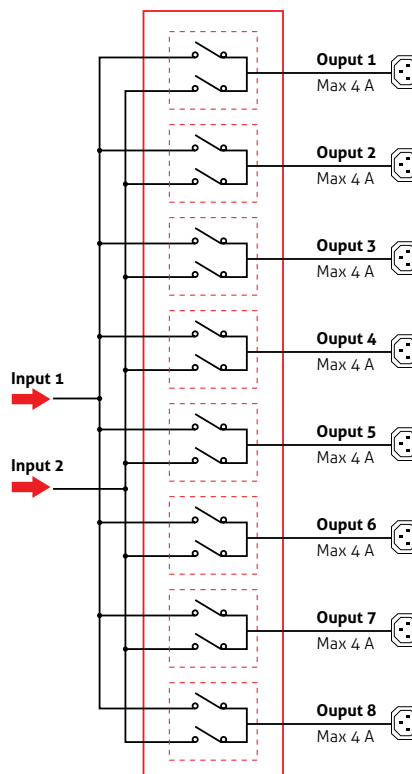 Ouput 1
Max 4 A
Ouput 2
Max 4 A
Ouput 3
Max 4 A
Ouput 4
Max 4 A
Input 1
Ouput 5
Max 4 A
Input 2
Ouput 6
Max 4 A
Ouput 7
Max 4 A
Ouput 8
Max 4 A